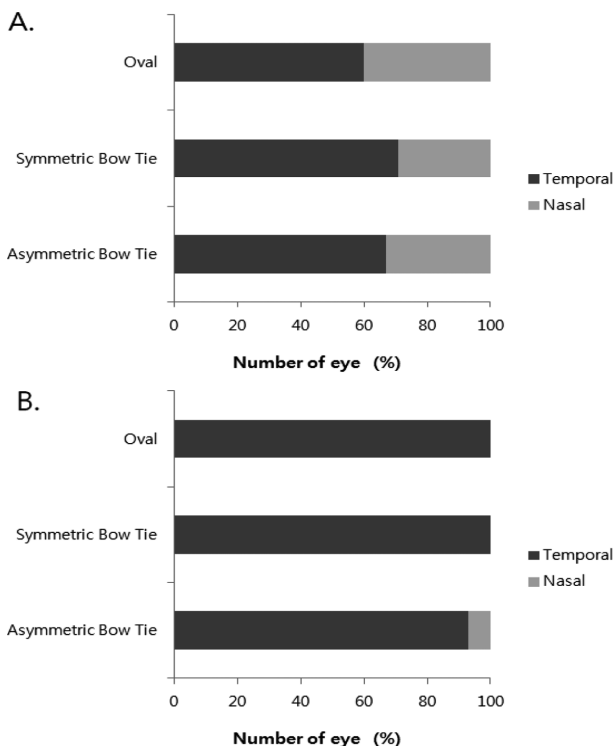 A.
Oval
Symmetric Bow Tie
Asymmetric Bow Tie
Temporal
Nasal
0 20 40 60 80 100
Number of eye (%)
B.
Oval
Symmetric Bow Tie
Asymmetric Bow Tie
Temporal
Nasal
0 20 40 60 80 100
Number of eye (%)